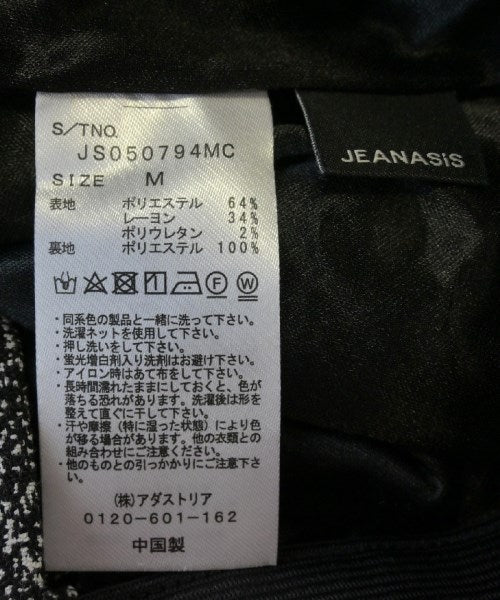 S/TNO.
JS050794MC
SIZE M
表地 ポリエステル 64%
レーヨン 34%
ポリウレタン 2%
裏地 ポリエステル 100%
・同系色の製品と一緒に洗って下さい。
・洗濯ネットを使用して下さい。
・押し洗いをして下さい。
・蛍光増白剤入り洗剤はお避け下さい。
・アイロン時はあて布をして下さい。
・長時間濡れたままにしておくと、色が
落ちる恐れがあります。洗濯後は形を
整えて直ぐに干して下さい。
・汗や摩擦（特に湿った状態）により色
が移る場合があります。他の衣類との
組み合わせにご注意下さい。
・他のものとの引っかかりにご注意下さ
い。
(株)アダストリア
0120-601-162
中国製
JEANASiS